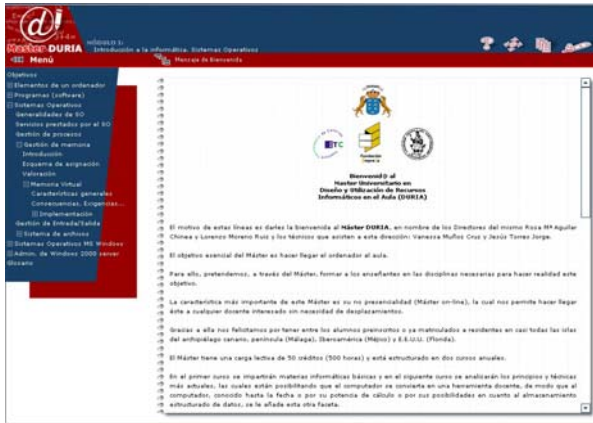 Master DURIA
MÓDULO 1:
Introducción a la informática. Sistemas Operativos
Menú
Mensaje de Bienvenida
Objetivos
Elementos de un ordenador
Programas (software)
Sistemas Operativos
Generalidades de SO
Servicios prestados por el SO
Gestión de procesos
Gestión de memoria
Introducción
Esquema de asignación
Valoración
Memoria Virtual
Características generales
Consecuencias. Exigencias...
Implementación
Gestión de Entrada/Salida
Sistema de archivos
Sistemas Operativos MS Windows
Admin. de Windows 2000 server
Glosario
ETC
Fundación
Empresa
Bienvenid@ al
Master Universitario en
Diseño y Utilización de Recursos
Informáticos en el Aula (DURIA)
El motivo de estas líneas es darles la bienvenida al Máster DURIA, en nombre de los Directores del mismo Rosa Mª Aguilar
Chinea y Lorenzo Moreno Ruiz y los técnicos que asisten a esta dirección: Vanessa Muñoz Cruz y Jesús Torres Jorge.
El objetivo esencial del Máster es hacer llegar el ordenador al aula.
Para ello, pretendemos, a través del Máster, formar a los enseñantes en las disciplinas necesarias para hacer realidad este
objetivo.
La característica más importante de este Máster es su no presencialidad (Máster on-line), la cual nos permite hacer llegar
éste a cualquier docente interesado sin necesidad de desplazamientos.
Gracias a ella nos felicitamos por tener entre los alumnos preinscritos o ya matriculados a residentes en casi todas las islas
del archipiélago canario, península (Málaga), Iberoamérica (Méjico) y E.E.U.U. (Florida).
El Máster tiene una carga lectiva de 50 créditos (500 horas) y está estructurado en dos cursos anuales.
En el primer curso se impartirán materias informáticas básicas y en el siguiente curso se analizarán los principios y técnicas
más actuales, las cuales están posibilitando que el computador se convierta en una herramienta docente, de modo que al
computador, conocido hasta la fecha o por su potencia de cálculo o por sus posibilidades en cuanto al almacenamiento
estructurado de datos, se le añade esta otra faceta.